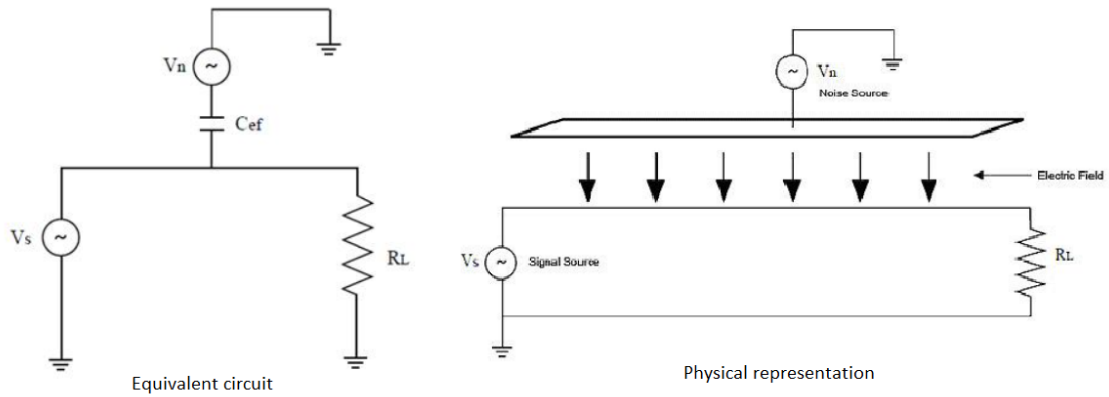 Vn
~
Cef
Vs
~
RL
Equivalent circuit
~
Vn
Noise Source
Electric Field
Vs
~
Signal Source
RL
Physical representation